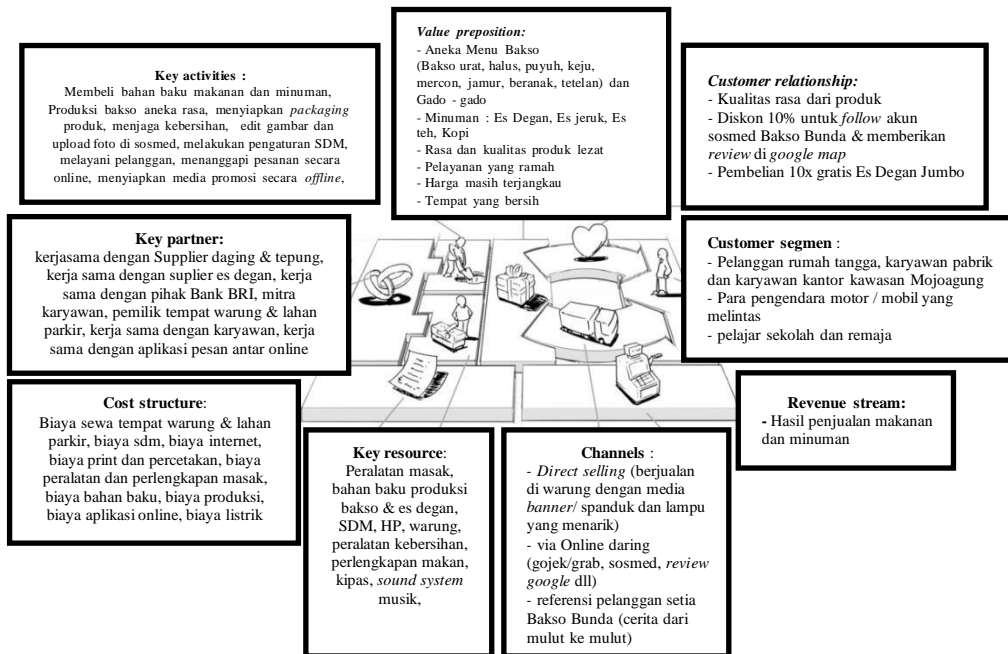 Value preposition:
- Aneka Menu Bakso
(Bakso urat, halus, puyuh, keju,
mercon, jamur, beranak, tetelan) dan
Gado - gado
- Minuman : Es Degan, Es jeruk, Es
teh, Kopi
- Rasa dan kualitas produk lezat
- Pelayanan yang ramah
- Harga masih terjangkau
- Tempat yang bersih
Key activities :
Membeli bahan baku makanan dan minuman,
Produksi bakso aneka rasa, menyiapkan packaging
produk, menjaga kebersihan, edit gambar dan
upload foto di sosmed, melakukan pengaturan SDM,
melayani pelanggan, menanggapi pesanan secara
online, menyiapkan media promosi secara offline,
Customer relationship:
- Kualitas rasa dari produk
- Diskon 10% untuk follow akun
sosmed Bakso Bunda & memberikan
review di google map
- Pembelian 10x gratis Es Degan Jumbo
Key partner:
kerjasama dengan Supplier daging & tepung,
kerja sama dengan suplier es degan, kerja
sama dengan pihak Bank BRI, mitra
karyawan, pemilik tempat warung & lahan
parkir, kerja sama dengan karyawan, kerja
sama dengan aplikasi pesan antar online
Customer segmen :
- Pelanggan rumah tangga, karyawan pabrik
dan karyawan kantor kawasan Mojoagung
- Para pengendara motor / mobil yang
melintas
- pelajar sekolah dan remaja
Cost structure:
Biaya sewa tempat warung & lahan
parkir, biaya sdm, biaya internet,
biaya print dan percetakan, biaya
peralatan dan perlengkapan masak,
biaya bahan baku, biaya produksi,
biaya aplikasi online, biaya listrik
Key resource:
Peralatan masak,
bahan baku produksi
bakso & es degan,
SDM, HP, warung,
peralatan kebersihan,
perlengkapan makan,
kipas, sound system
musik,
Channels :
- Direct selling (berjualan
di warung dengan media
banner/ spanduk dan lampu
yang menarik)
- via Online daring
(gojek/grab, sosmed, review
google dll)
- referensi pelanggan setia
Bakso Bunda (cerita dari
mulut ke mulut)
Revenue stream:
- Hasil penjualan makanan
dan minuman